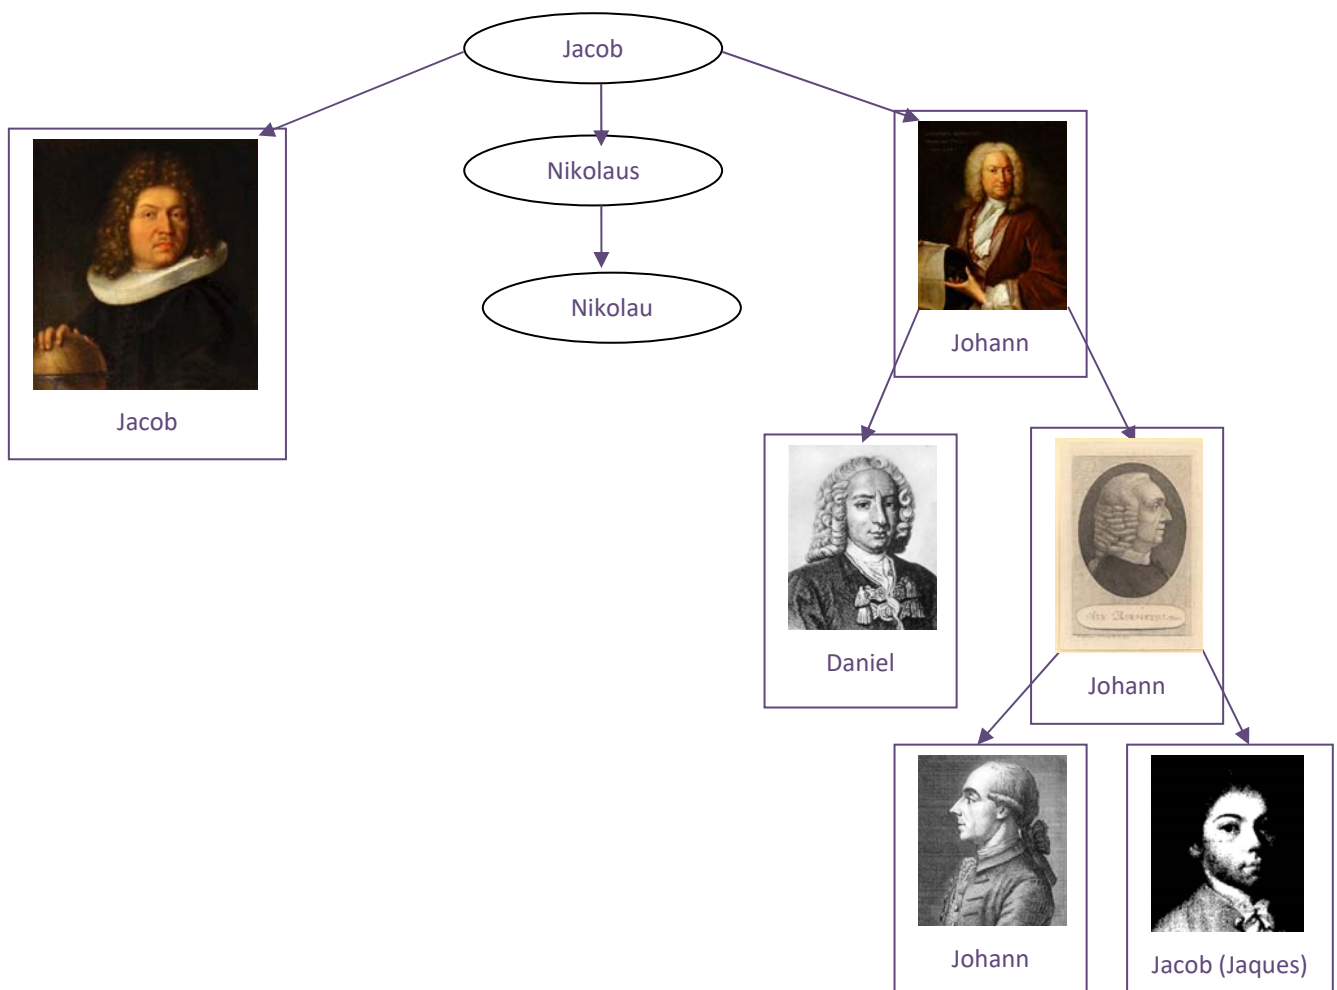 Jacob
Nikolaus
Nikolau
Johann
Jacob
Daniel
Johann
Johann
Jacob (Jaques)